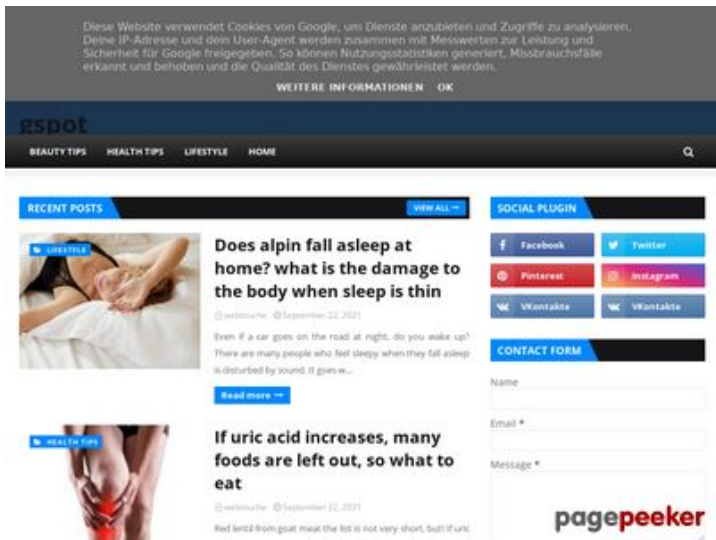 Diese Website verwendet Cookies von Google, um Dienste anzubieten und Zugriffe zu analysieren.
Deine IP-Adresse und dein User-Agent werden zusammen mit Messwerten zur Leistung und
Sicherheit für Google freigegeben. So können Nutzungsstatistiken generiert, Missbrauchsfälle
erkannt und behoben und die Qualität des Dienstes gewährleistet werden.
WEITERE INFORMATIONEN OK
gspot
BEAUTY TIPS HEALTH TIPS LIFESTYLE HOME
RECENT POSTS VIEW ALL
LIFESTYLE
Does alpin fall asleep at
home? what is the damage to
the body when sleep is thin
September 22, 2021
Even if a car goes on the road at night, do you wake up?
There are many people who feel sleepy when they fall asleep
is disturbed by sound. It goes w...
Read more
HEALTH TIPS
If uric acid increases, many
foods are left out, so what to
eat
September 22, 2021
Red lentil from goat meat the list is not very short, but! If uric
SOCIAL PLUGIN
Facebook Twitter
Pinterest Instagram
VKontakte VKontakte
CONTACT FORM
Name
Email *
Message *
pagepeeker